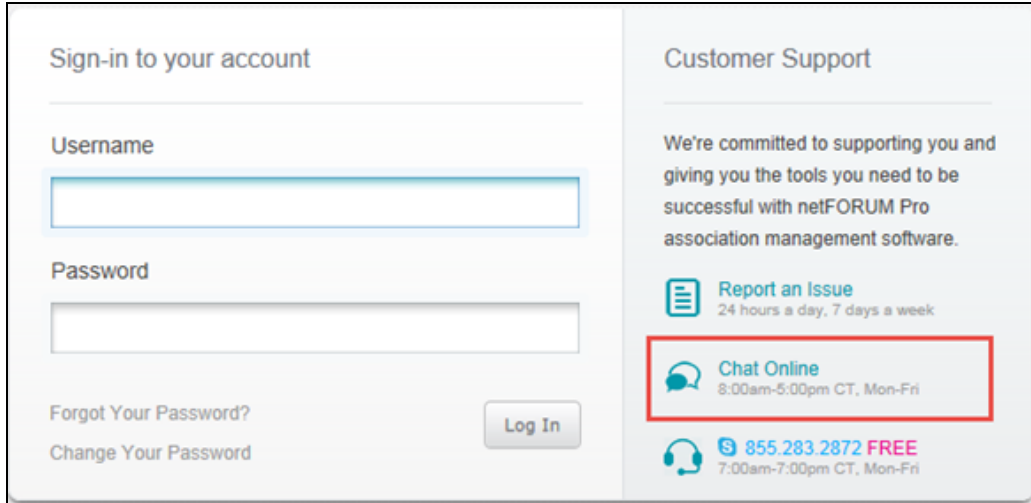 Sign-in to your account
Username
Password
Forgot Your Password?
Change Your Password
Log In
Customer Support
We're committed to supporting you and
giving you the tools you need to be
successful with netFORUM Pro
association management software.
Report an Issue
24 hours a day, 7 days a week
Chat Online
8:00am-5:00pm CT, Mon-Fri
855.283.2872 FREE
7:00am-7:00pm CT, Mon-Fri